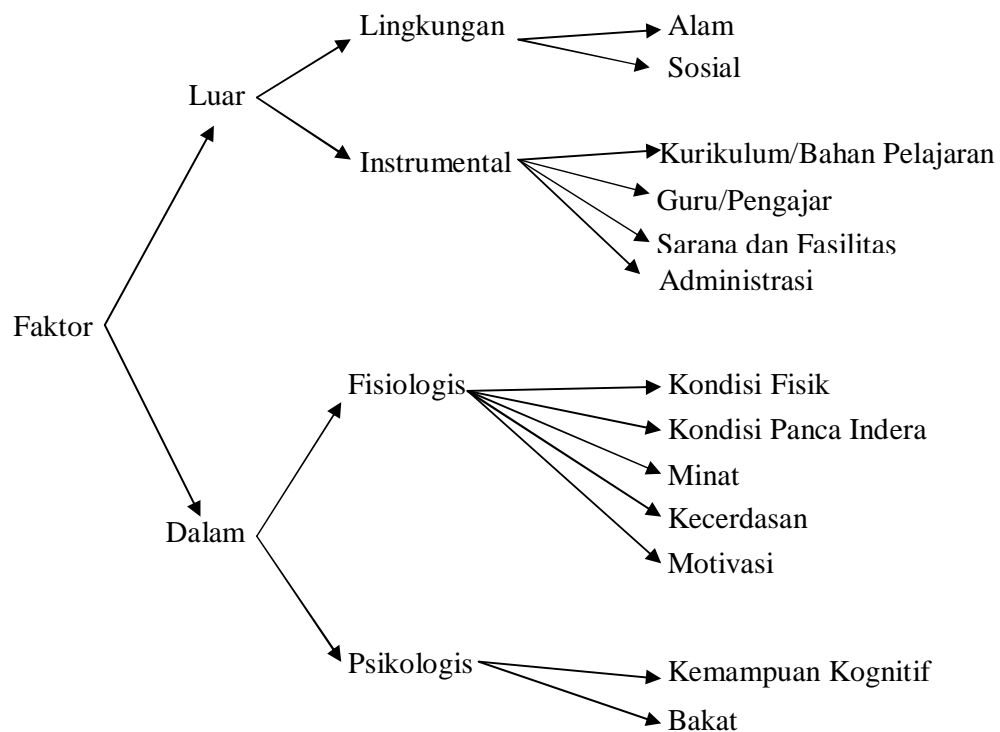 Faktor
Luar
Lingkungan
Alam
Sosial
Instrumental
Kurikulum/Bahan Pelajaran
Guru/Pengajar
Sarana dan Fasilitas
Administrasi
Dalam
Fisiologis
Kondisi Fisik
Kondisi Panca Indera
Minat
Kecerdasan
Motivasi
Psikologis
Kemampuan Kognitif
Bakat